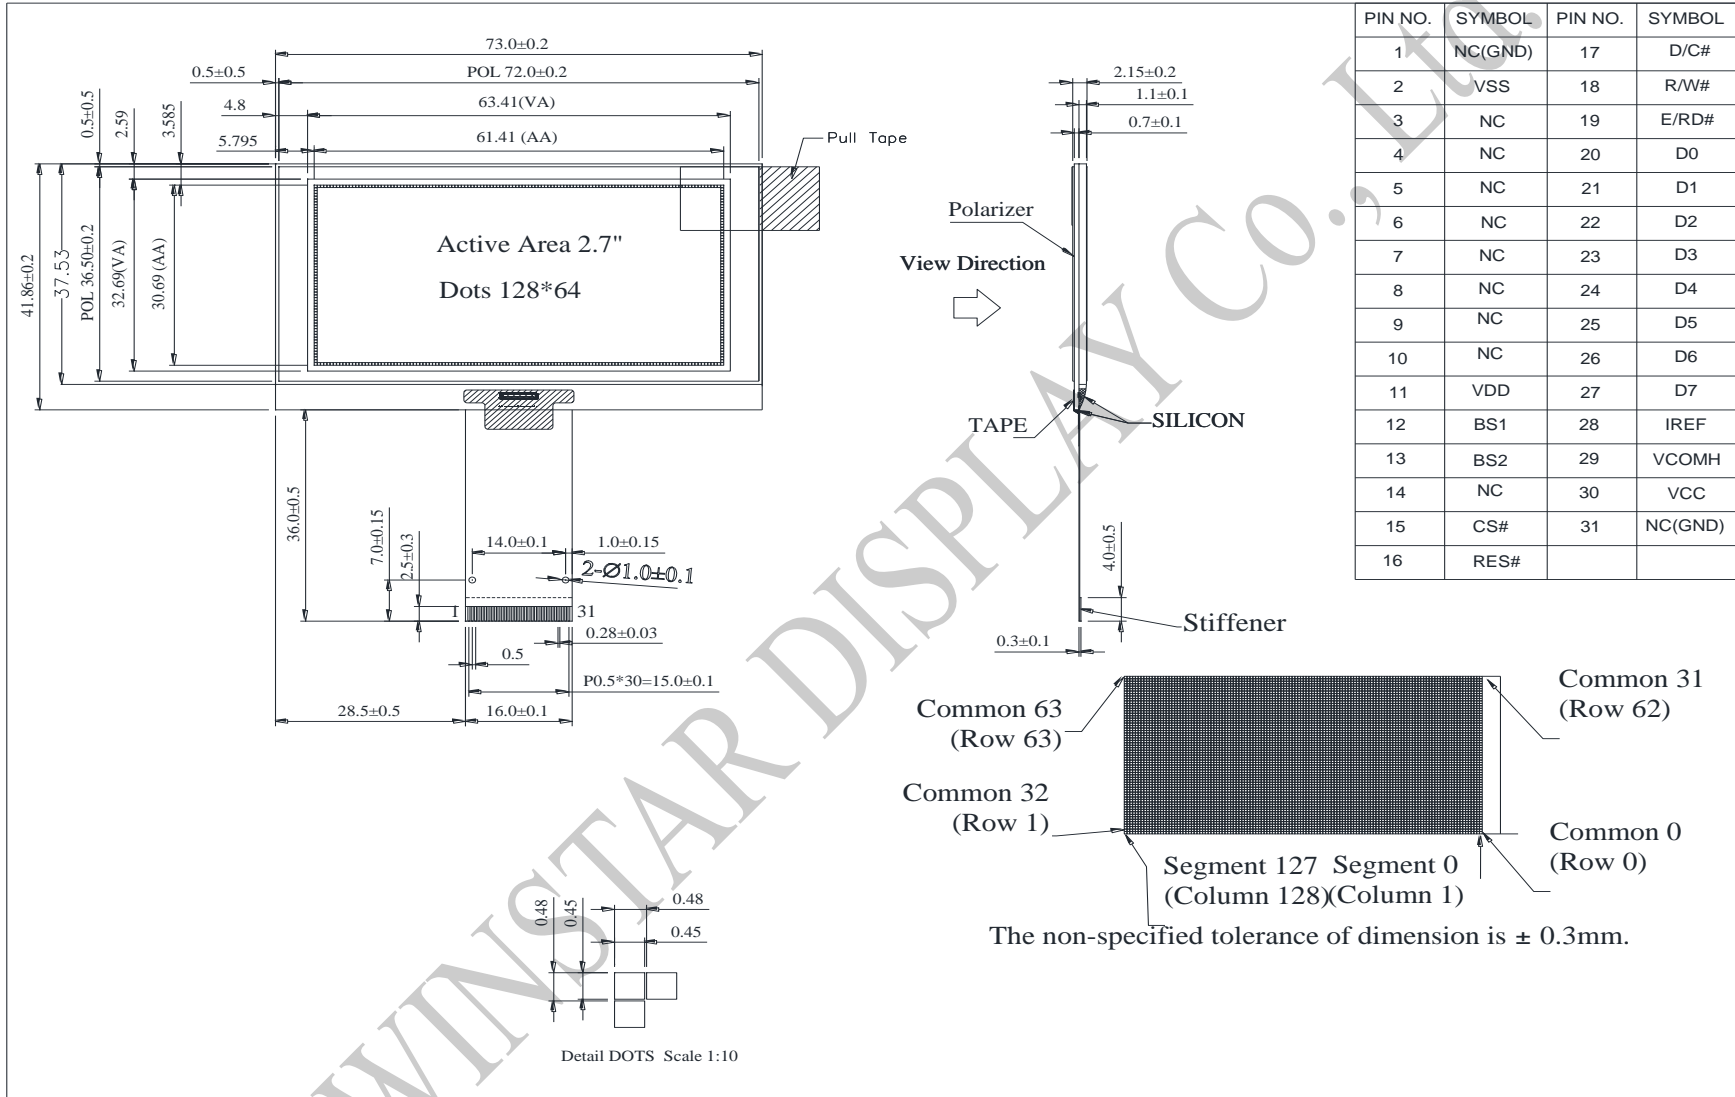 73.0±0.2
0.5±0.5
POL 72.0±0.2
4.8
63.41(VA)
5.795
61.41 (AA)
0.5±0.5
2.59
3.585
Pull Tape
41.86±0.2
37.53
POL 36.50±0.2
32.69(VA)
30.69 (AA)
Active Area 2.7"
Dots 128*64
36.0±0.5
7.0±0.15
2.5±0.3
14.0±0.1
1.0±0.15
2-Ø1.0±0.1
1
31
0.28±0.03
0.5
P0.5*30=15.0±0.1
28.5±0.5
16.0±0.1
2.15±0.2
1.1±0.1
0.7±0.1
Polarizer
View Direction
TAPE
SILICON
4.0±0.5
Stiffener
0.3±0.1
PIN NO. SYMBOL PIN NO. SYMBOL
1 NC(GND) 17 D/C#
2 VSS 18 R/W#
3 NC 19 E/RD#
4 NC 20 D0
5 NC 21 D1
6 NC 22 D2
7 NC 23 D3
8 NC 24 D4
9 NC 25 D5
10 NC 26 D6
11 VDD 27 D7
12 BS1 28 IREF
13 BS2 29 VCOMH
14 NC 30 VCC
15 CS# 31 NC(GND)
16 RES#
Common 63
(Row 63)
Common 31
(Row 62)
Common 32
(Row 1)
Common 0
(Row 0)
Segment 127 Segment 0
(Column 128)(Column 1)
The non-specified tolerance of dimension is ± 0.3mm.
0.48
0.45
0.48
0.45
Detail DOTS Scale 1:10
WINSTAR DISPLAY Co., Ltd.